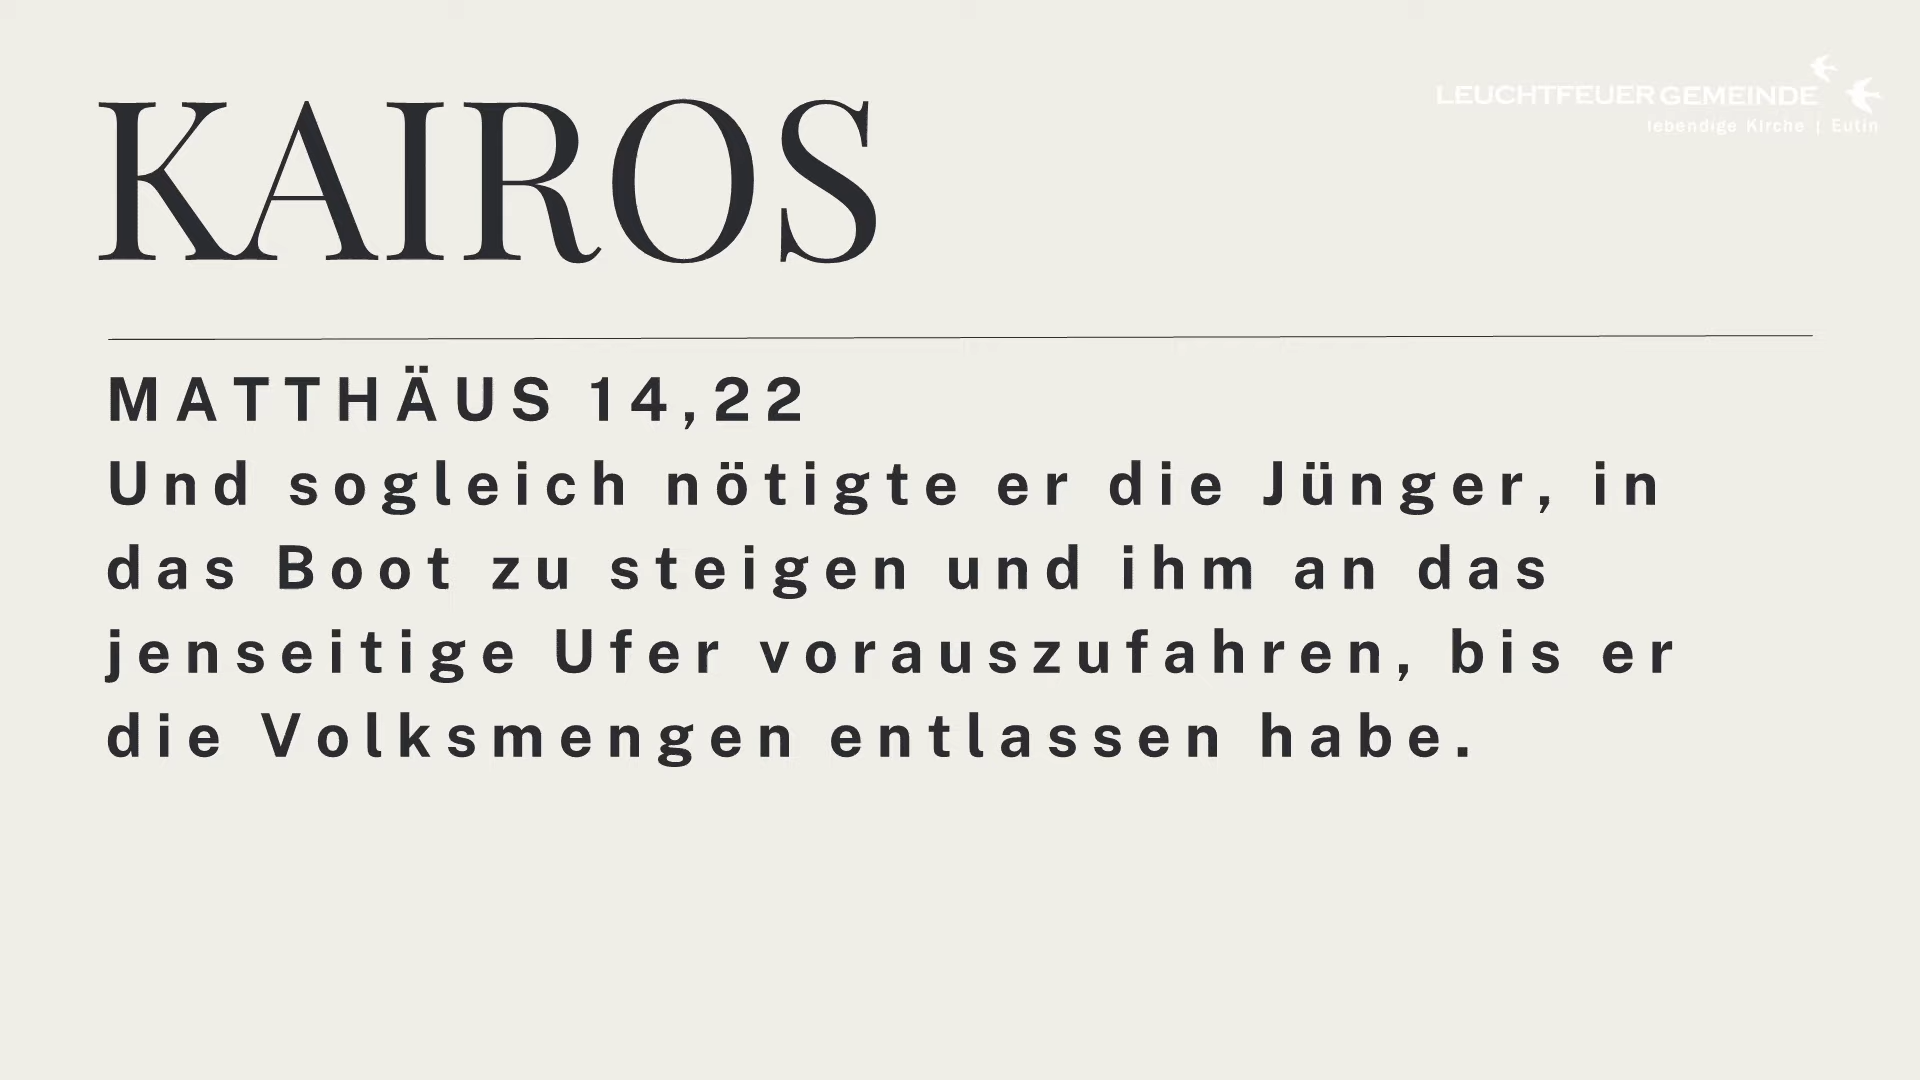 KAIROS
LEUCHTFEUER GEMEINDE
lebendige Kirche | Eutin
MATTHÄUS 14,22
Und sogleich nötigte er die Jünger, in
das Boot zu steigen und ihm an das
jenseitige Ufer vorauszufahren, bis er
die Volksmengen entlassen habe.